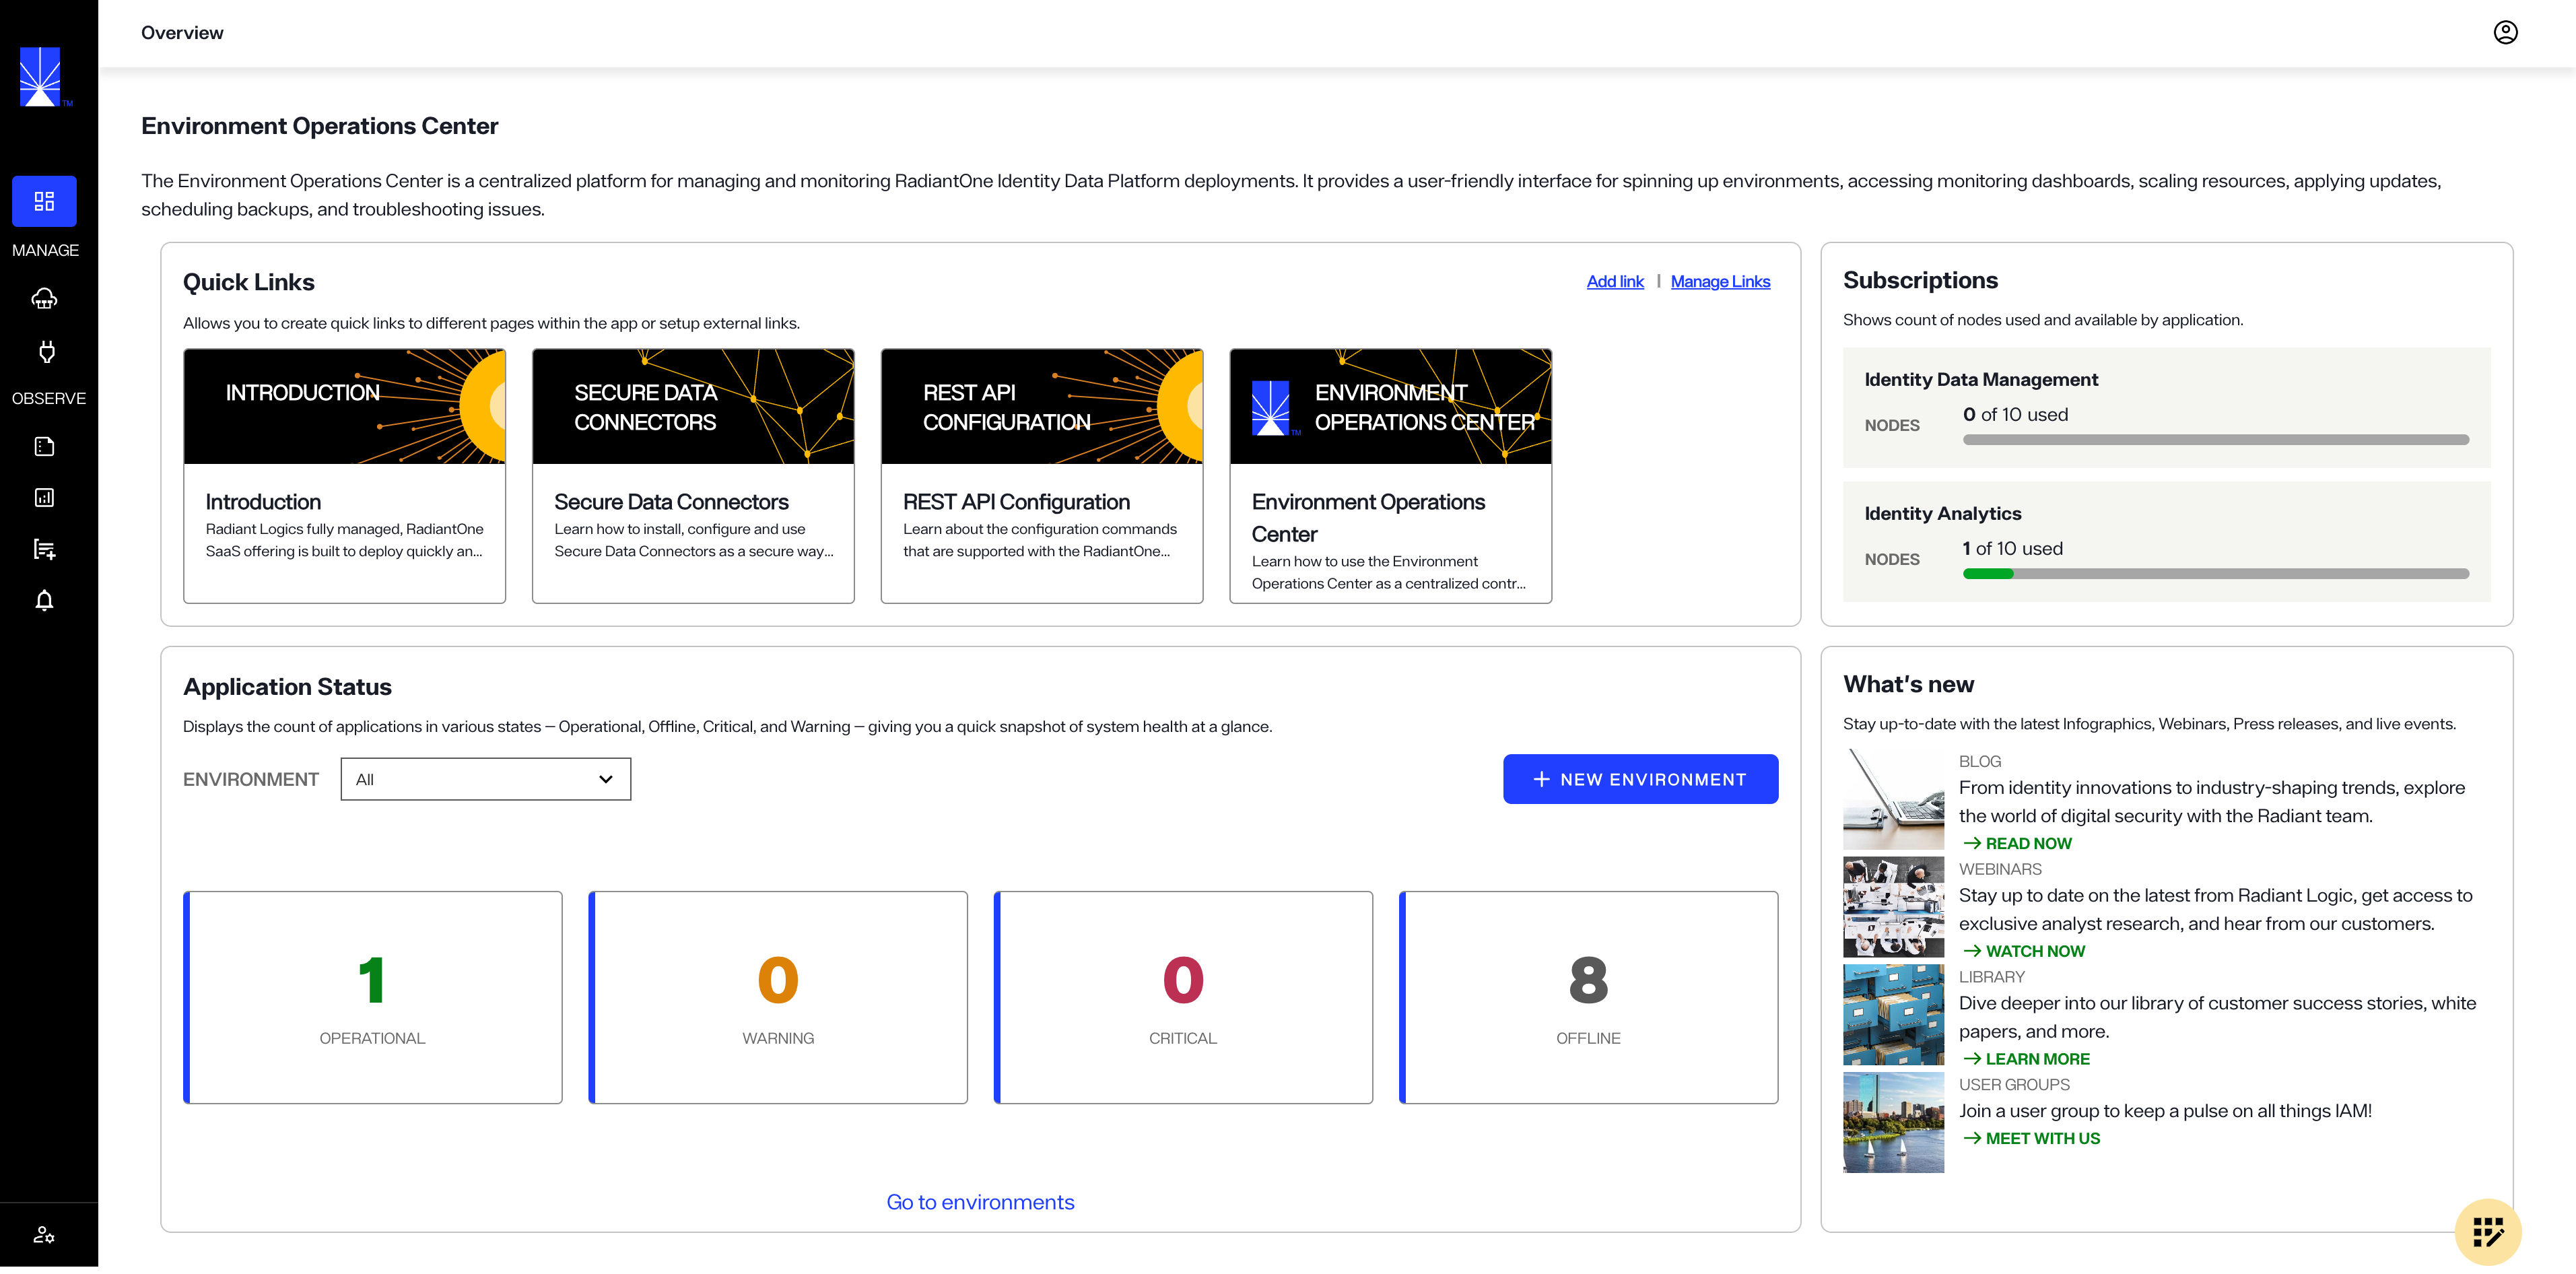 Overview
TM
MANAGE
OBSERVE
Environment Operations Center
The Environment Operations Center is a centralized platform for managing and monitoring RadiantOne Identity Data Platform deployments. It provides a user-friendly interface for spinning up environments, accessing monitoring dashboards, scaling resources, applying updates,
scheduling backups, and troubleshooting issues.
Quick Links
Add link | Manage Links
Allows you to create quick links to different pages within the app or setup external links.
INTRODUCTION
Introduction
Radiant Logics fully managed, RadiantOne
SaaS offering is built to deploy quickly an...
SECURE DATA
CONNECTORS
Secure Data Connectors
Learn how to install, configure and use
Secure Data Connectors as a secure way...
REST API
CONFIGURATION
REST API Configuration
Learn about the configuration commands
that are supported with the RadiantOne...
TM
ENVIRONMENT
OPERATIONS CENTER
Environment Operations
Center
Learn how to use the Environment
Operations Center as a centralized contr...
Subscriptions
Shows count of nodes used and available by application.
Identity Data Management
NODES
0 of 10 used
Identity Analytics
NODES
1 of 10 used
Application Status
Displays the count of applications in various states – Operational, Offline, Critical, and Warning – giving you a quick snapshot of system health at a glance.
ENVIRONMENT
All
+ NEW ENVIRONMENT
1
OPERATIONAL
0
WARNING
0
CRITICAL
8
OFFLINE
Go to environments
What's new
Stay up-to-date with the latest Infographics, Webinars, Press releases, and live events.
BLOG
From identity innovations to industry-shaping trends, explore
the world of digital security with the Radiant team.
→ READ NOW
WEBINARS
Stay up to date on the latest from Radiant Logic, get access to
exclusive analyst research, and hear from our customers.
→ WATCH NOW
LIBRARY
Dive deeper into our library of customer success stories, white
papers, and more.
→ LEARN MORE
USER GROUPS
Join a user group to keep a pulse on all things IAM!
→ MEET WITH US